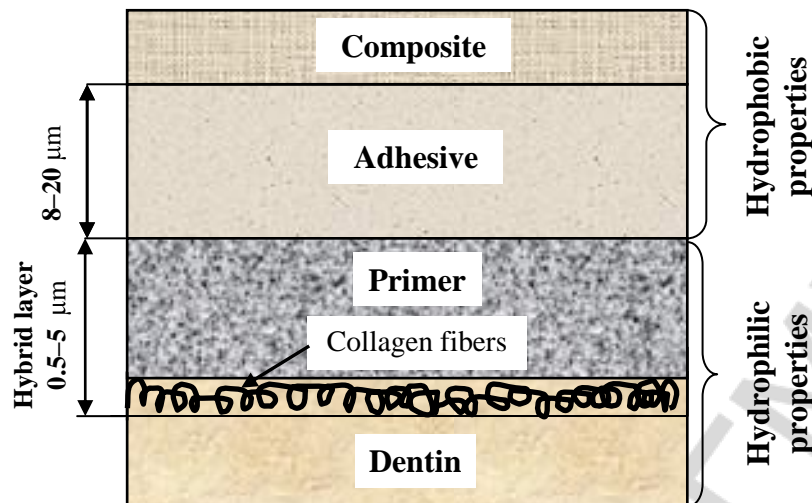 Composite
Adhesive
Primer
Collagen fibers
Dentin
8–20 μm
Hybrid layer
0.5–5 μm
Hydrophobic
properties
Hydrophilic
properties